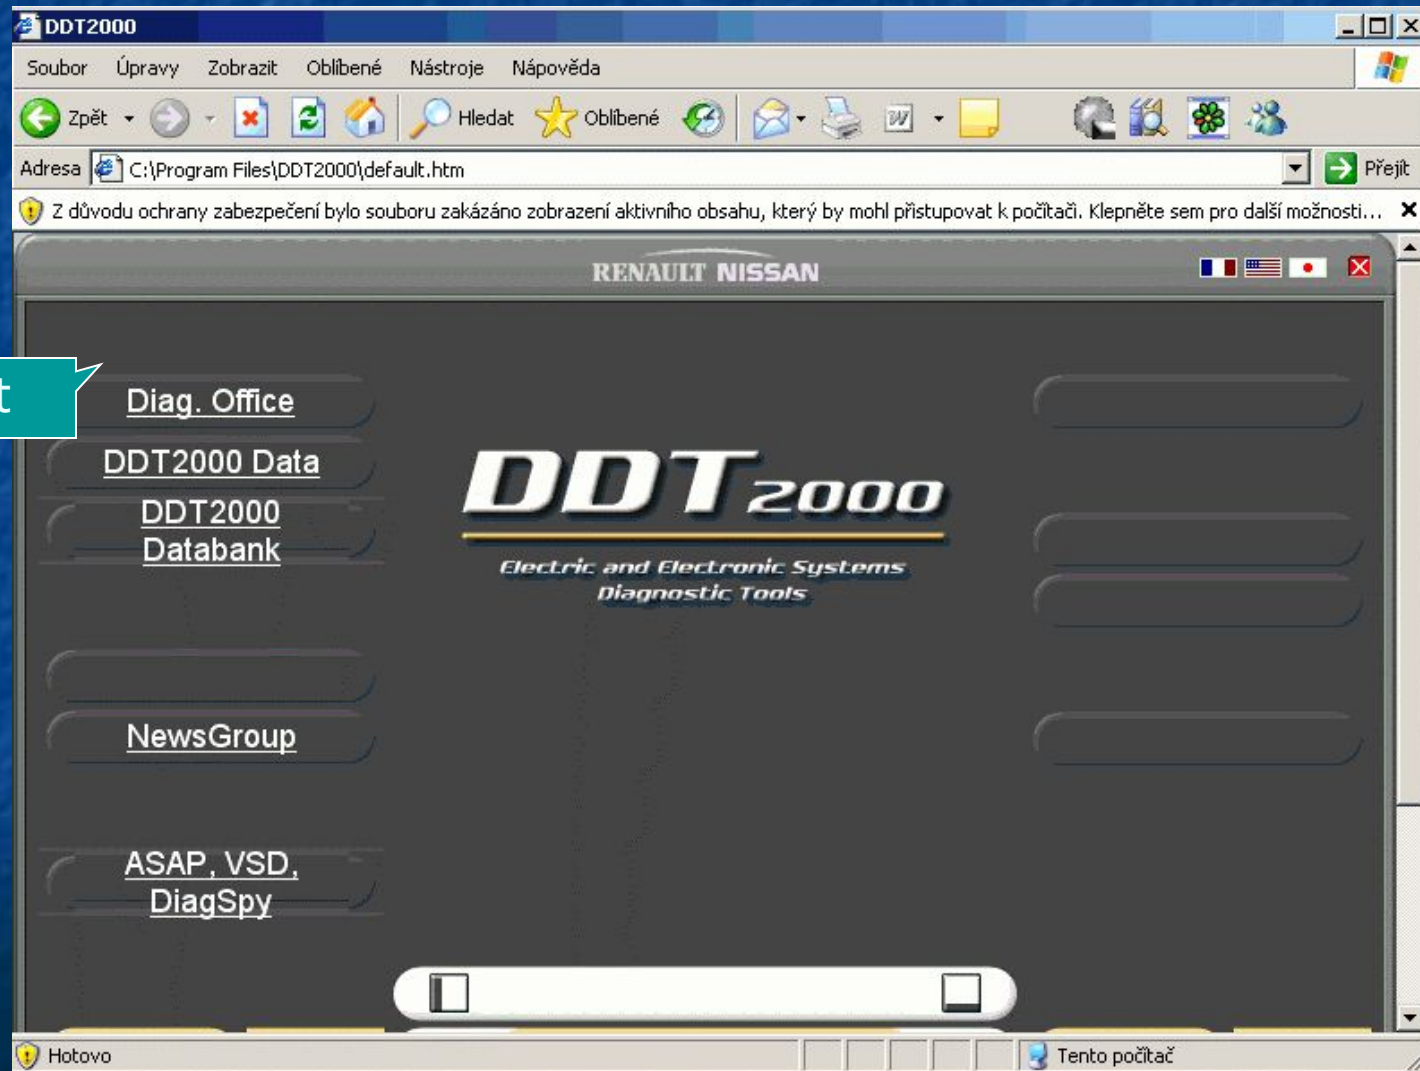 DDT2000
Soubor Úpravy Zobrazit Oblíbené Nástroje Nápověda
Zpět Hledat Oblíbené
Adresa C:\Program Files\DDT2000\default.htm Přejít
Z důvodu ochrany zabezpečení bylo souboru zakázáno zobrazení aktivního obsahu, který by mohl přistupovat k počítači. Klepněte sem pro další možnosti...
RENAULT NISSAN
t
Diag. Office
DDT2000 Data
DDT2000
Databank
NewsGroup
ASAP, VSD,
DiagSpy
DDT2000
Electric and Electronic Systems
Diagnostic Tools
Hotovo Tento počítač